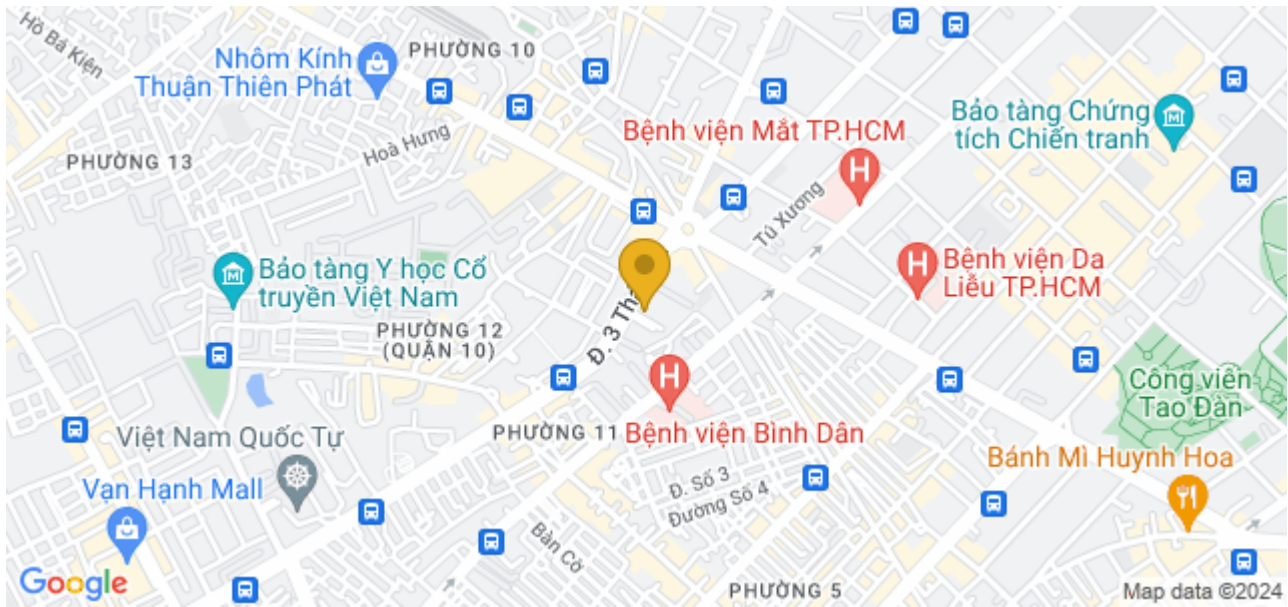 Hồ Bá Kiện
PHƯỜNG 10
Nhôm Kính
Thuận Thiên Phát
Hoà Hưng
PHƯỜNG 13
Bệnh viện Mắt TP.HCM
Bảo tàng Chứng
tích Chiến tranh
Tú Xương
Bảo tàng Y học Cổ
truyền Việt Nam
Bệnh viện Da
Liễu TP.HCM
PHƯỜNG 12
(QUẬN 10)
Đ. 3 Thá
Công viên
Tao Đàn
Việt Nam Quốc Tự
PHƯỜNG 11
Bệnh viện Bình Dân
Vạn Hạnh Mall
Đ. Số 3
Đường Số 4
Bánh Mì Huynh Hoa
Bàn Cờ
PHƯỜNG 5
Google
Map data ©2024